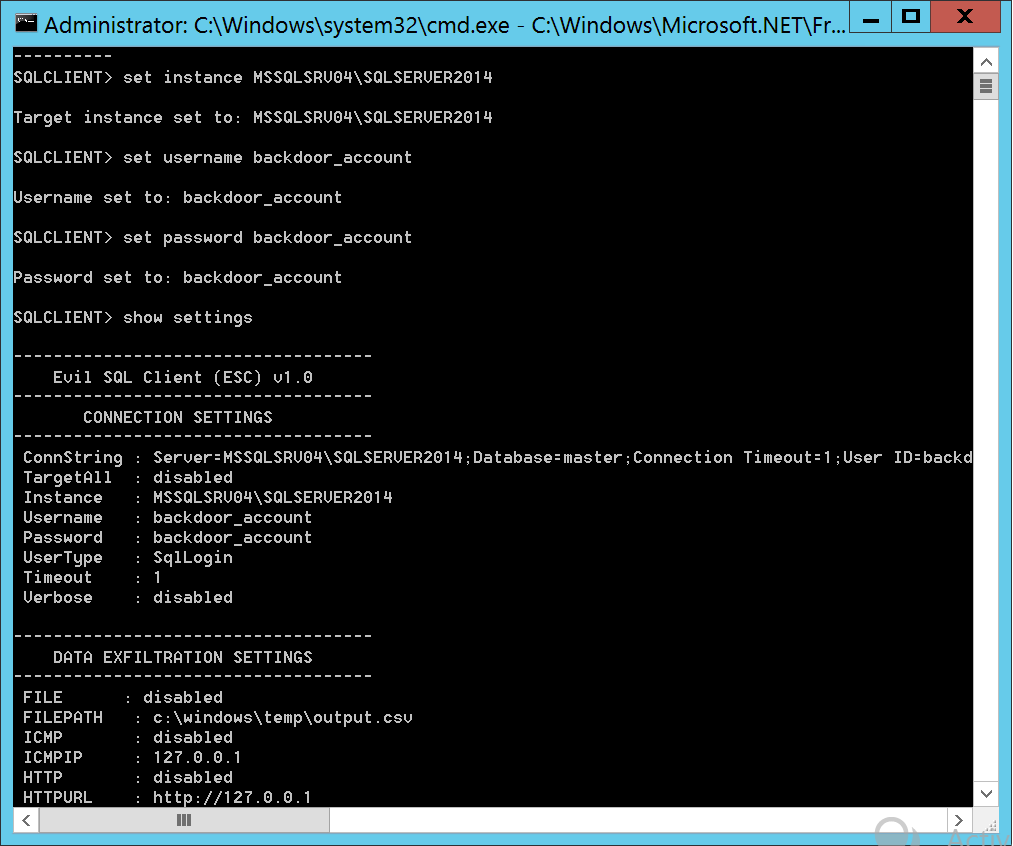 Administrator: C:\Windows\system32\cmd.exe - C:\Windows\Microsoft.NET\Fr...
----------
SQLCLIENT> set instance MSSQLSRV04\SQLSERVER2014
Target instance set to: MSSQLSRV04\SQLSERVER2014
SQLCLIENT> set username backdoor_account
Username set to: backdoor_account
SQLCLIENT> set password backdoor_account
Password set to: backdoor_account
SQLCLIENT> show settings
------------------------------------
Evil SQL Client (ESC) v1.0
------------------------------------
CONNECTION SETTINGS
------------------------------------
ConnString : Server=MSSQLSRV04\SQLSERVER2014;Database=master;Connection Timeout=1;User ID=backd
TargetAll : disabled
Instance : MSSQLSRV04\SQLSERVER2014
Username : backdoor_account
Password : backdoor_account
UserType : SqlLogin
Timeout : 1
Verbose : disabled
------------------------------------
DATA EXFILTRATION SETTINGS
------------------------------------
FILE : disabled
FILEPATH : c:\windows\temp\output.csv
ICMP : disabled
ICMPIP : 127.0.0.1
HTTP : disabled
HTTPURL : http://127.0.0.1